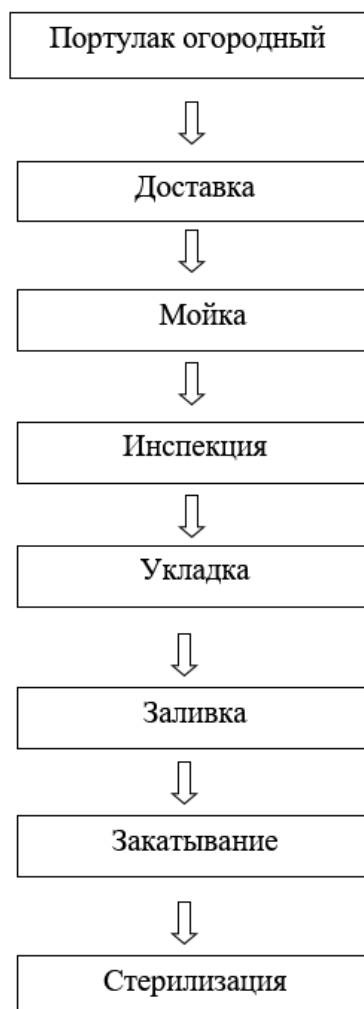 Портулак огородный
Доставка
Мойка
Инспекция
Укладка
Заливка
Закатывание
Стерилизация